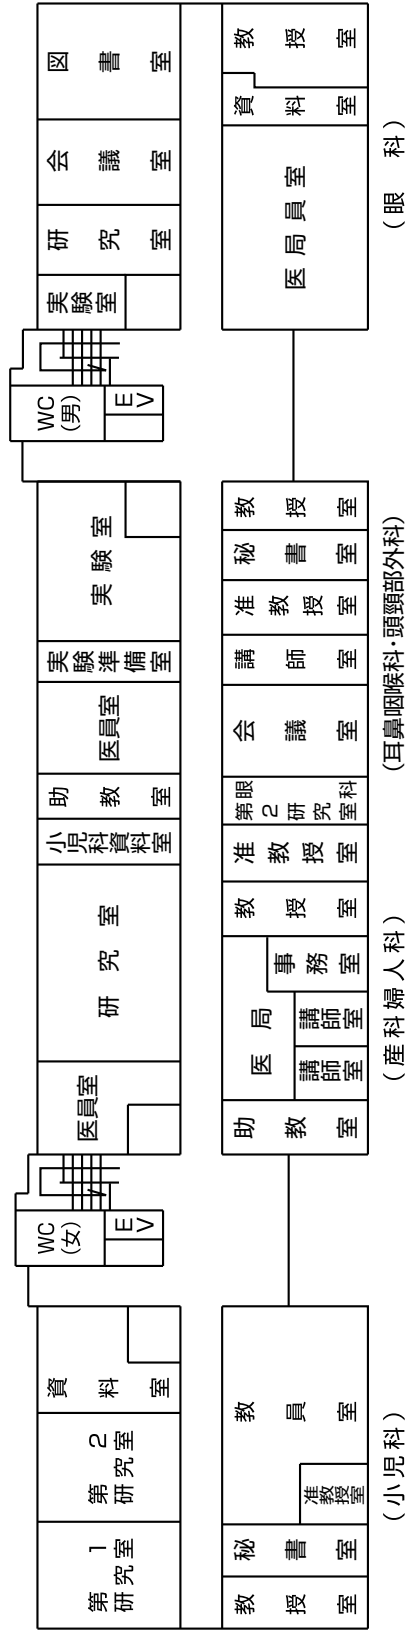 第1
研究室
第2
研究室
資料室
WC
(女)
EV
医員室
研究室
小児科資料室
助教室
医員室
実験準備室
実験室
WC
(男)
EV
実験室
研究室
会議室
図書室
教授室
秘書室
准教授室
教員室
助教室
医局
講師室
講師室
事務室
教授室
准教授室
眼科
第2研究室
会議室
講師室
准教授室
秘書室
教授室
医局員室
資料室
教授室
(小児科)
(産科婦人科)
(耳鼻咽喉科・頭頸部外科)
(眼科)